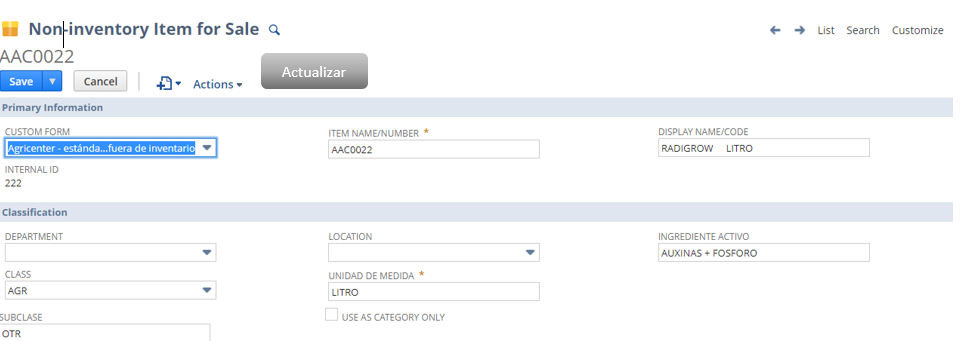 Non-inventory Item for Sale
List Search Customize
AAC0022
Save Cancel Actions Actualizar
Primary Information
CUSTOM FORM ITEM NAME/NUMBER * DISPLAY NAME/CODE
Agricenter - estánda...fuera de inventario AAC0022 RADIGROW LITRO
INTERNAL ID
222
Classification
DEPARTMENT LOCATION INGREDIENTE ACTIVO
AUXINAS + FOSFORO
CLASS UNIDAD DE MEDIDA *
AGR LITRO
SUBCLASE USE AS CATEGORY ONLY
OTR